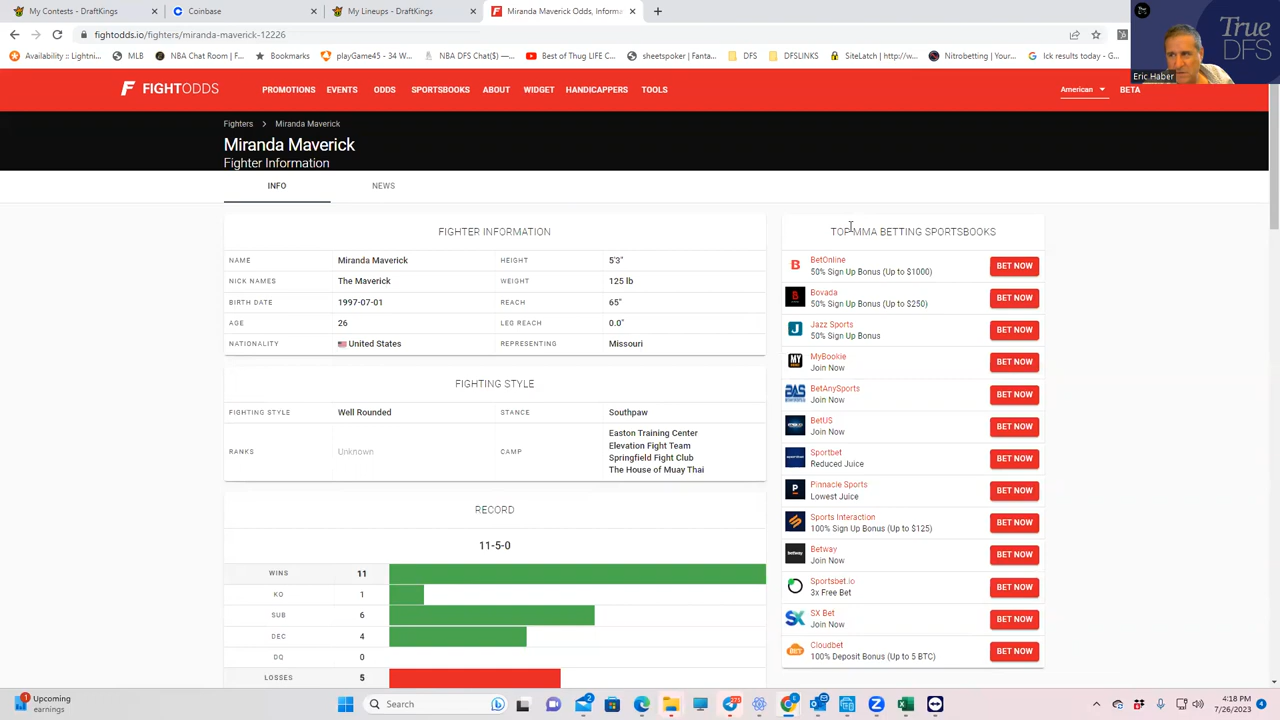 My Contests - DraftKings
Coinbase
My Lineups - DraftKings
Miranda Maverick Odds, Inform
fightodds.io/fighters/miranda-maverick-12226
Availability :: Lightni
MLB
NBA Chat Room | F
Bookmarks
playGame45 - 34 W
NBA DFS Chat($) —
Best of Thug LIFE C
sheetspoker | Fanta
DFS
DFSLINKS
SiteLatch | http://w
Nitrobetting | Your
Ick results today - G
True
DFS
Eric Haber
FIGHTODDS
PROMOTIONS
EVENTS
ODDS
SPORTSBOOKS
ABOUT
WIDGET
HANDICAPPERS
TOOLS
American
BETA
Fighters > Miranda Maverick
Miranda Maverick
Fighter Information
INFO
NEWS
FIGHTER INFORMATION
NAME Miranda Maverick HEIGHT 5'3"
NICK NAMES The Maverick WEIGHT 125 lb
BIRTH DATE 1997-07-01 REACH 65"
AGE 26 LEG REACH 0.0"
NATIONALITY United States REPRESENTING Missouri
FIGHTING STYLE
FIGHTING STYLE Well Rounded STANCE Southpaw
RANKS Unknown CAMP
Easton Training Center
Elevation Fight Team
Springfield Fight Club
The House of Muay Thai
RECORD
11-5-0
WINS 11
KO 1
SUB 6
DEC 4
DQ 0
LOSSES 5
TOP MMA BETTING SPORTSBOOKS
BetOnline
50% Sign Up Bonus (Up to $1000)
BET NOW
Bovada
50% Sign Up Bonus (Up to $250)
BET NOW
Jazz Sports
50% Sign Up Bonus
BET NOW
MyBookie
Join Now
BET NOW
BetAnySports
Join Now
BET NOW
BetUS
Join Now
BET NOW
Sportbet
Reduced Juice
BET NOW
Pinnacle Sports
Lowest Juice
BET NOW
Sports Interaction
100% Sign Up Bonus (Up to $125)
BET NOW
Betway
Join Now
BET NOW
Sportsbet.io
3x Free Bet
BET NOW
SX Bet
Join Now
BET NOW
Cloudbet
100% Deposit Bonus (Up to 5 BTC)
BET NOW
Upcoming
earnings
Search
4:18 PM
7/26/2023